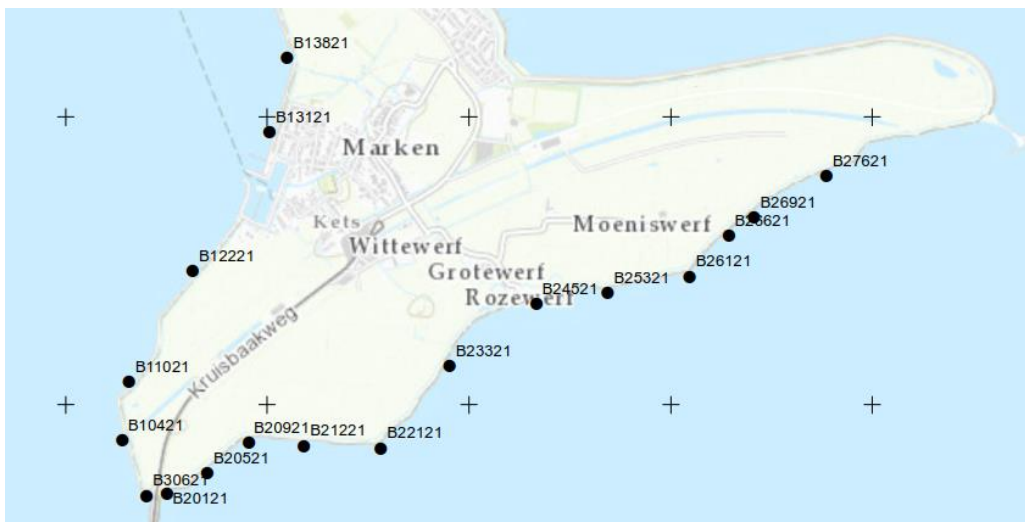 B13821
B13121
Marken
B27621
B26921
Kets
Moeniswerf
B26621
Wittewerf
B12221
Grotewerf
B26121
B25321
Rozewerf
B24521
Kruisbaakweg
B23321
B11021
B10421
B20921
B21221
B22121
B20521
B30621
B20121